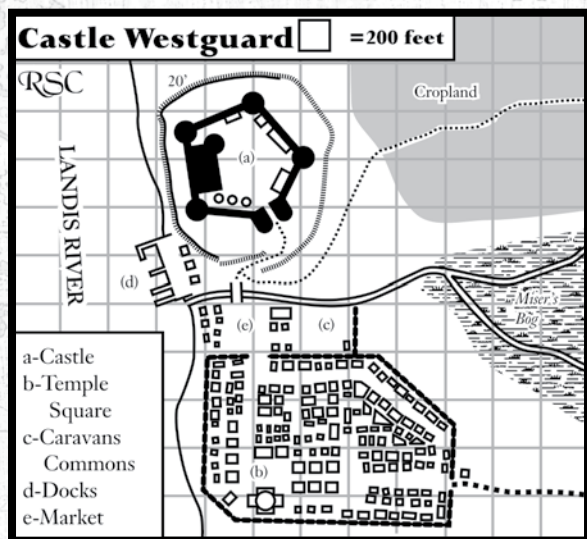 Castle Westguard =200 feet
RSC
20'
Cropland
(a)
LANDIS RIVER
(d)
(e)
(c)
Miser's
Bog
a-Castle
b-Temple
Square
c-Caravans
Commons
d-Docks
e-Market
(b)